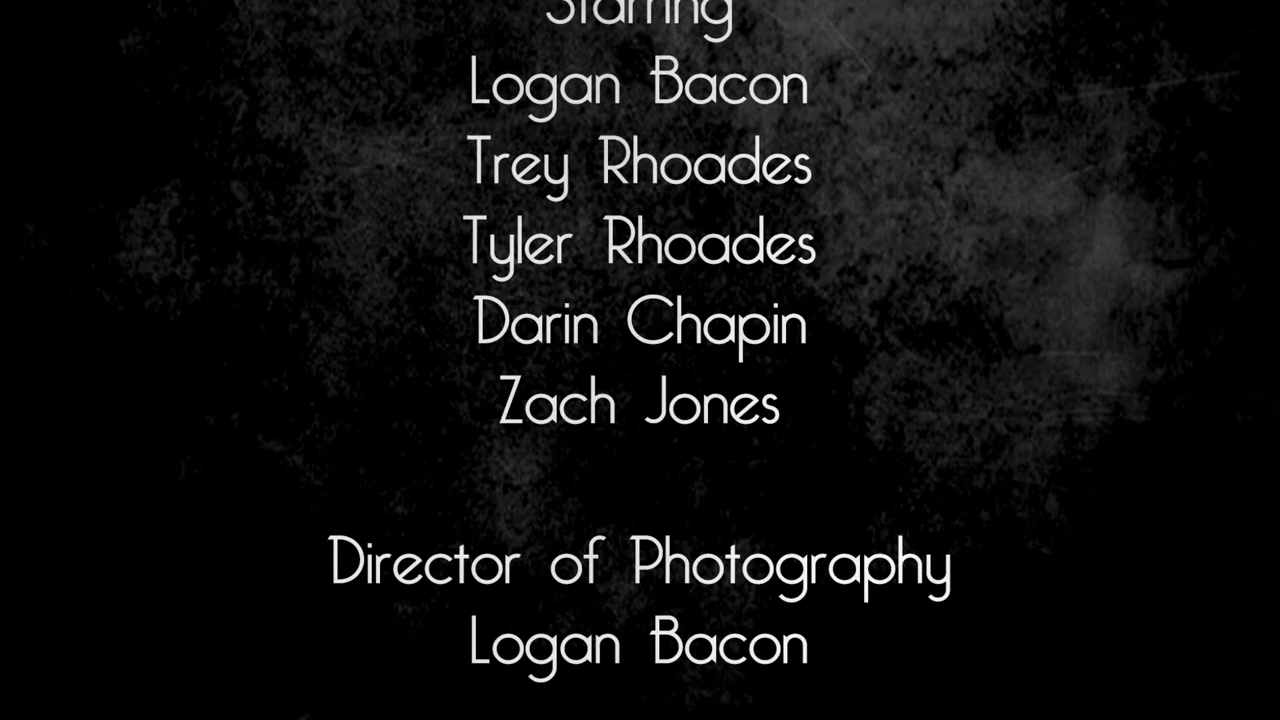 Starring
Logan Bacon
Trey Rhoades
Tyler Rhoades
Darin Chapin
Zach Jones
Director of Photography
Logan Bacon